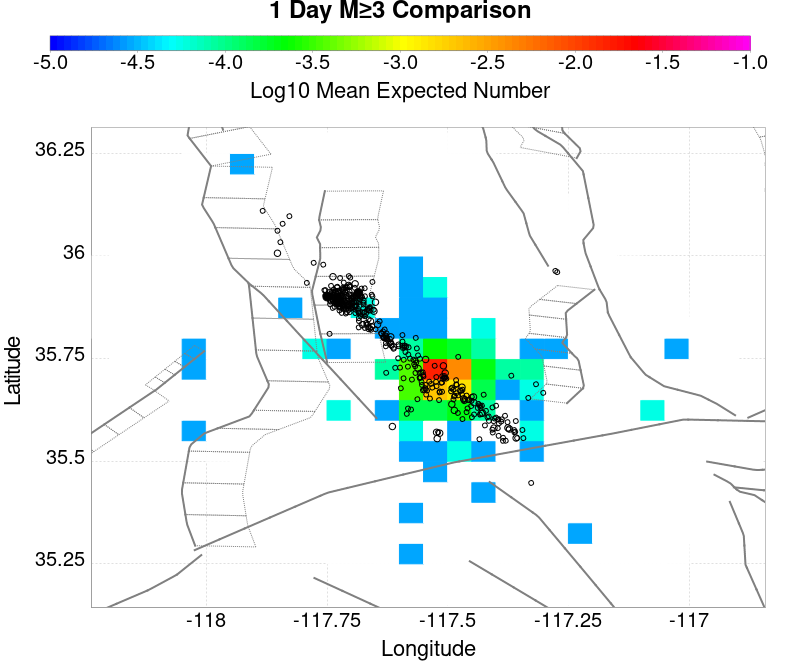 1 Day M≥3 Comparison
-5.0 -4.5 -4.0 -3.5 -3.0 -2.5 -2.0 -1.5 -1.0
Log10 Mean Expected Number
36.25
36
35.75
35.5
35.25
Latitude
-118 -117.75 -117.5 -117.25 -117
Longitude